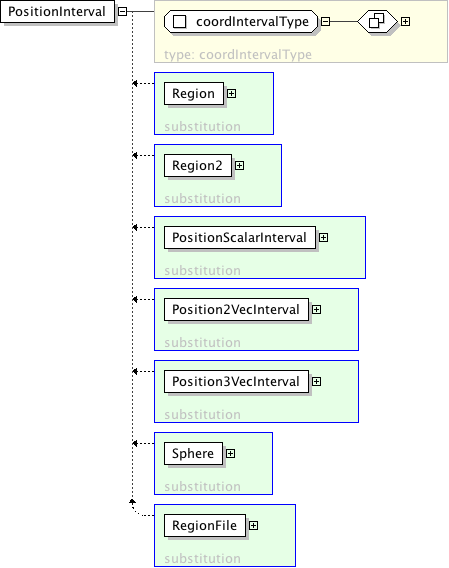 PositionInterval
coordIntervalType
type: coordIntervalType
Region
substitution
Region2
substitution
PositionScalarInterval
substitution
Position2VecInterval
substitution
Position3VecInterval
substitution
Sphere
substitution
RegionFile
substitution